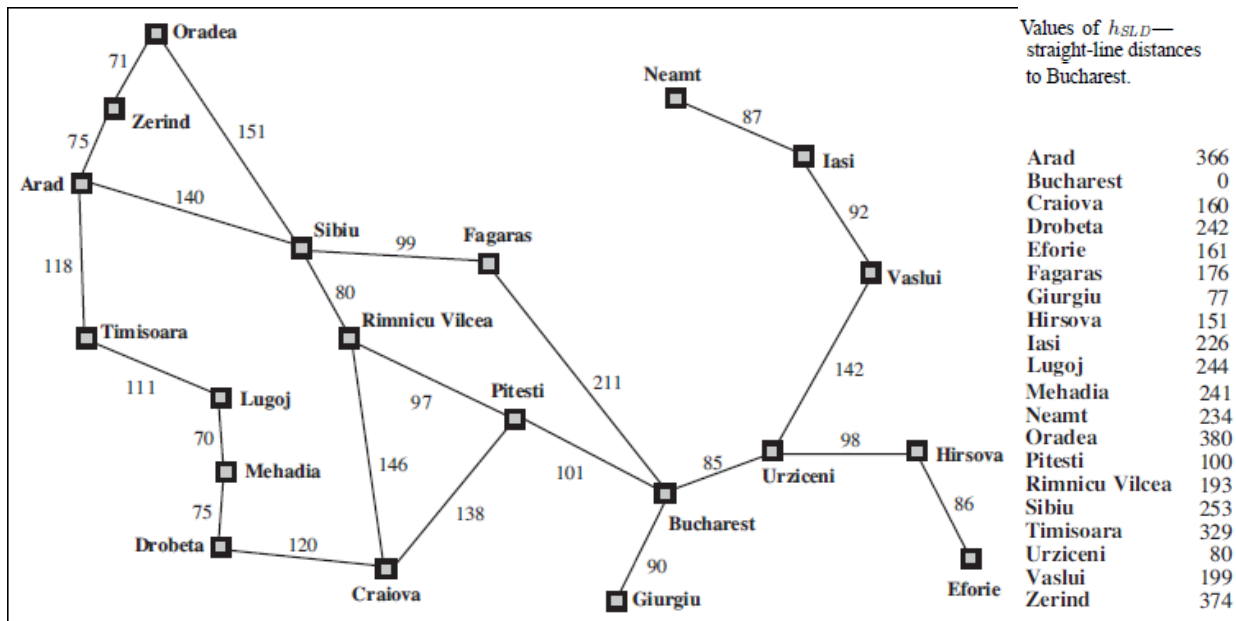 Oradea
71
Neamt
87
Zerind
151
75
Iasi
Arad
140
92
Sibiu
99
Fagaras
118
80
Vaslui
Timisoara
Rimnicu Vilcea
111
211
142
Lugoj
97
Pitesti
70
98
Hirsova
146
85
Mehadia
101
Urziceni
75
138
86
Bucharest
Drobeta
120
90
Craiova
Giurgiu
Eforie
Values of hSLD—
straight-line distances
to Bucharest.
Arad 366
Bucharest 0
Craiova 160
Drobeta 242
Eforie 161
Fagaras 176
Giurgiu 77
Hirsova 151
Iasi 226
Lugoj 244
Mehadia 241
Neamt 234
Oradea 380
Pitesti 100
Rimnicu Vilcea 193
Sibiu 253
Timisoara 329
Urziceni 80
Vaslui 199
Zerind 374